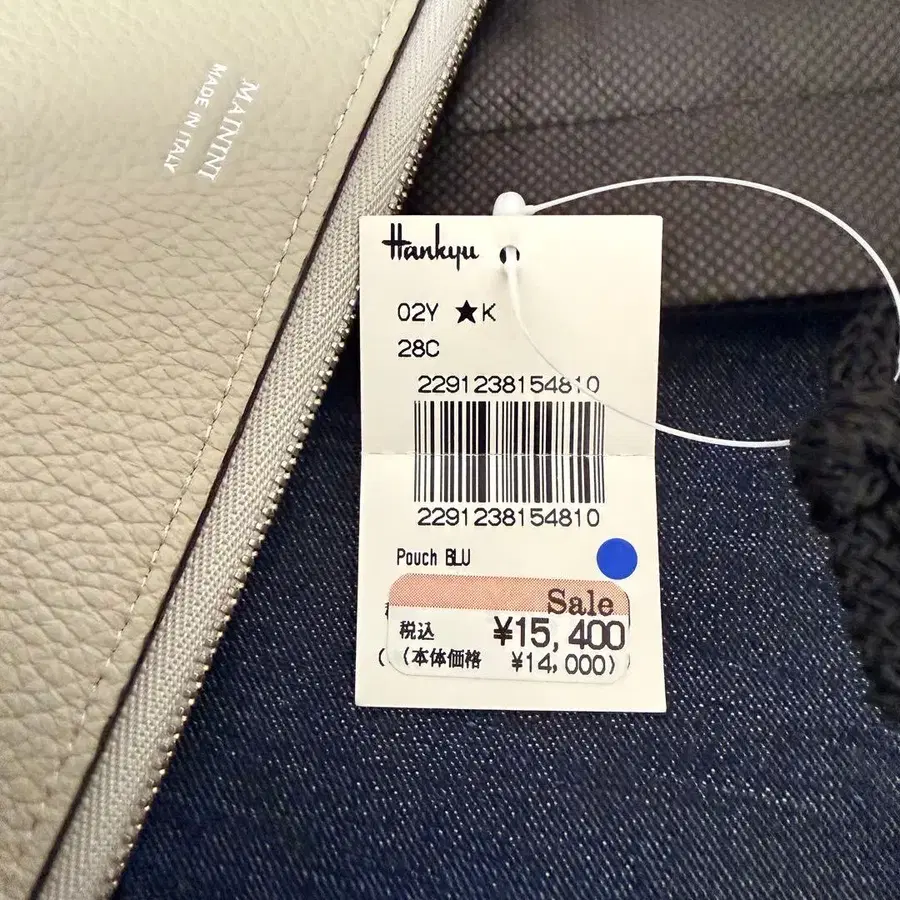 MAININI
MADE IN ITALY
Hankyu
02Y ★K
28C
2291238154810
2291238154810
Pouch BLU
Sale
税込 ¥15,400
(本体価格 ¥14,000)